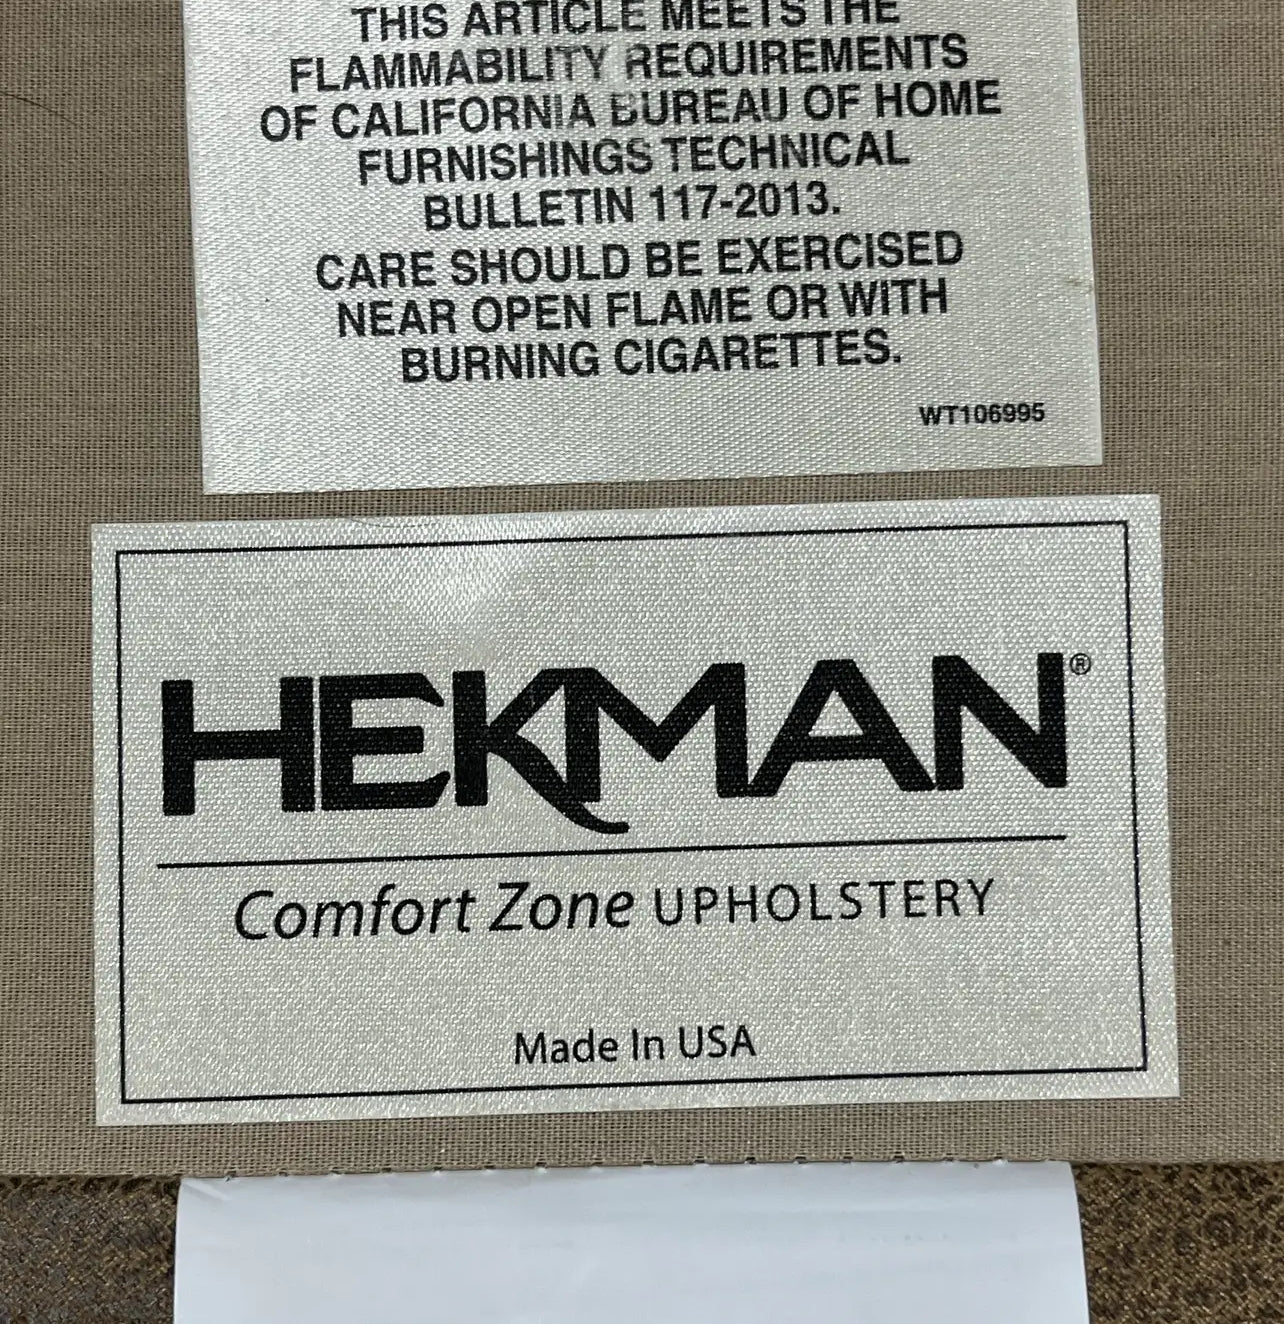 THIS ARTICLE MEETS THE
FLAMMABILITY REQUIREMENTS
OF CALIFORNIA BUREAU OF HOME
FURNISHINGS TECHNICAL
BULLETIN 117-2013.
CARE SHOULD BE EXERCISED
NEAR OPEN FLAME OR WITH
BURNING CIGARETTES.
WT106995
HEKMAN®
Comfort Zone UPHOLSTERY
Made In USA